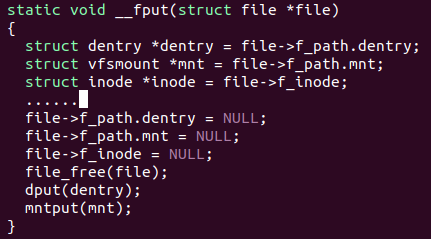 static void __fput(struct file *file)
{
  struct dentry *dentry = file->f_path.dentry;
  struct vfsmount *mnt = file->f_path.mnt;
  struct inode *inode = file->f_inode;
  ......
  file->f_path.dentry = NULL;
  file->f_path.mnt = NULL;
  file->f_inode = NULL;
  file_free(file);
  dput(dentry);
  mntput(mnt);
}